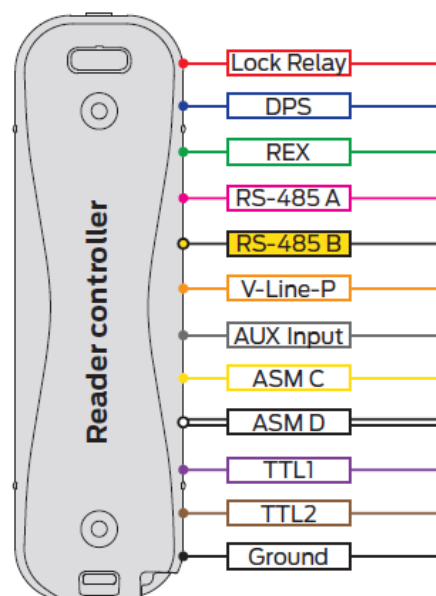 Lock Relay
DPS
REX
RS-485 A
RS-485 B
V-Line-P
AUX Input
ASM C
ASM D
TTL1
TTL2
Ground
Reader controller